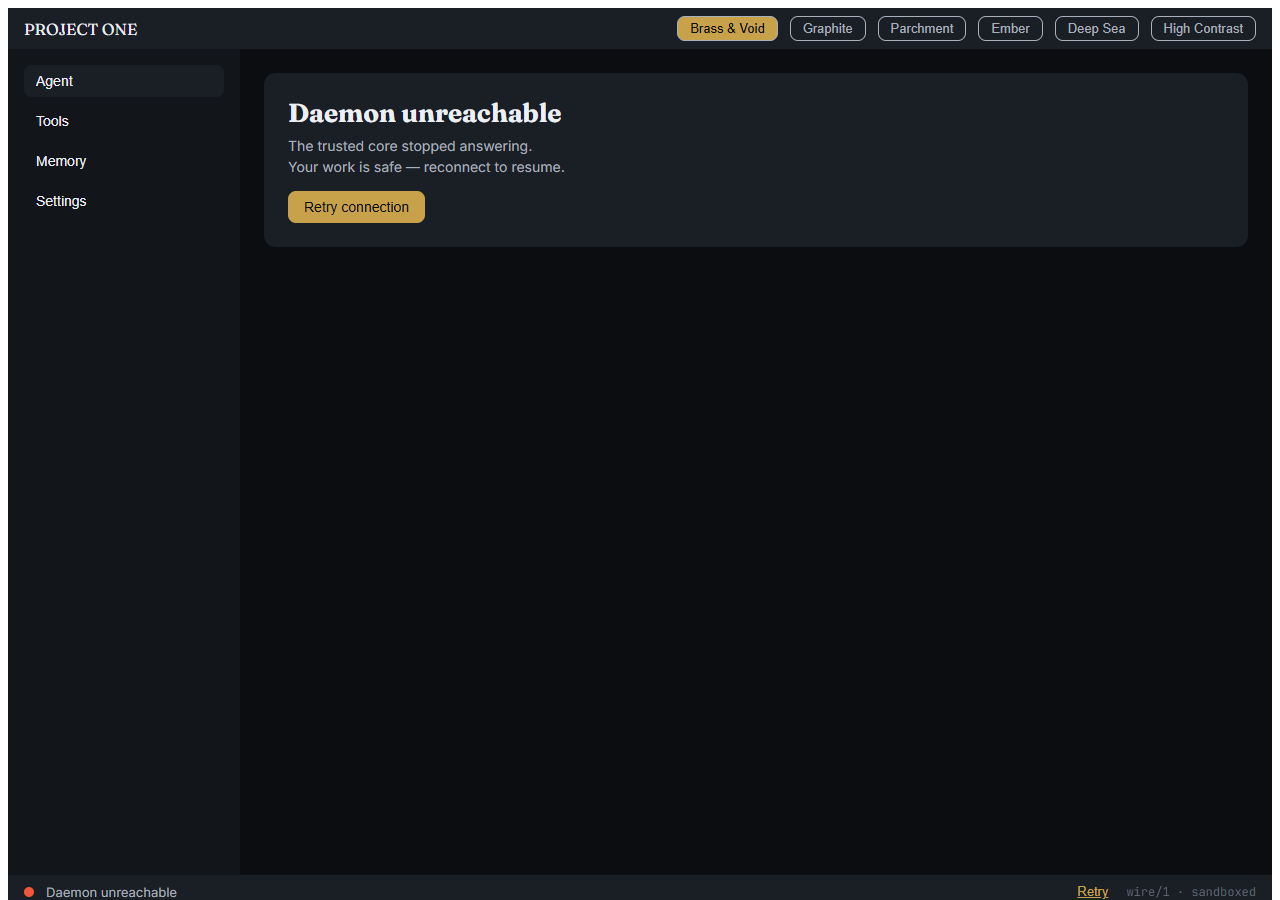 PROJECT ONE
Brass & Void
Graphite
Parchment
Ember
Deep Sea
High Contrast
Agent
Tools
Memory
Settings
Daemon unreachable
The trusted core stopped answering.
Your work is safe — reconnect to resume.
Retry connection
Daemon unreachable
Retry
wire/1 · sandboxed